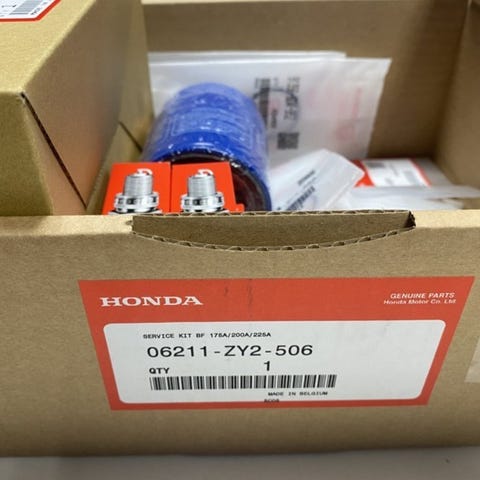 HONDA
GENUINE PARTS
Honda Motor Co. Ltd
SERVICE KIT BF 175A/200A/225A
06211-ZY2-506
QTY 1
MADE IN BELGIUM